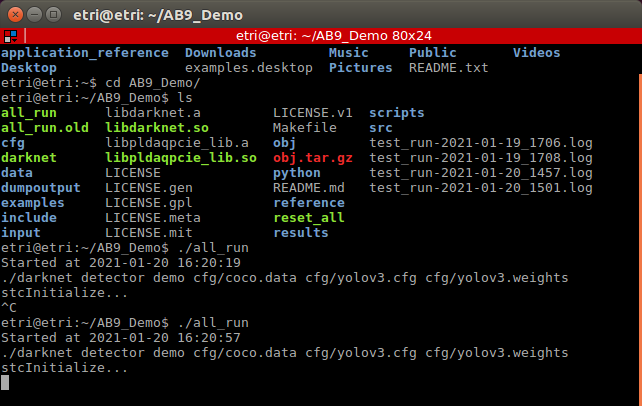 etri@etri: ~/AB9_Demo
etri@etri: ~/AB9_Demo 80x24
application_reference  Downloads         Music     Public       Videos
Desktop                examples.desktop  Pictures  README.txt
etri@etri:~$ cd AB9_Demo/
etri@etri:~/AB9_Demo$ ls
all_run      libdarknet.a         LICENSE.v1  scripts
all_run.old  libdarknet.so        Makefile    src
cfg          libpldaqpcie_lib.a   obj         test_run-2021-01-19_1706.log
darknet      libpldaqpcie_lib.so  obj.tar.gz  test_run-2021-01-19_1708.log
data         LICENSE              python      test_run-2021-01-20_1457.log
dumpoutput   LICENSE.gen          README.md   test_run-2021-01-20_1501.log
examples     LICENSE.gpl          reference
include      LICENSE.meta         reset_all
input        LICENSE.mit          results
etri@etri:~/AB9_Demo$ ./all_run
Started at 2021-01-20 16:20:19
./darknet detector demo cfg/coco.data cfg/yolov3.cfg cfg/yolov3.weights
stcInitialize...
^C
etri@etri:~/AB9_Demo$ ./all_run
Started at 2021-01-20 16:20:57
./darknet detector demo cfg/coco.data cfg/yolov3.cfg cfg/yolov3.weights
stcInitialize...